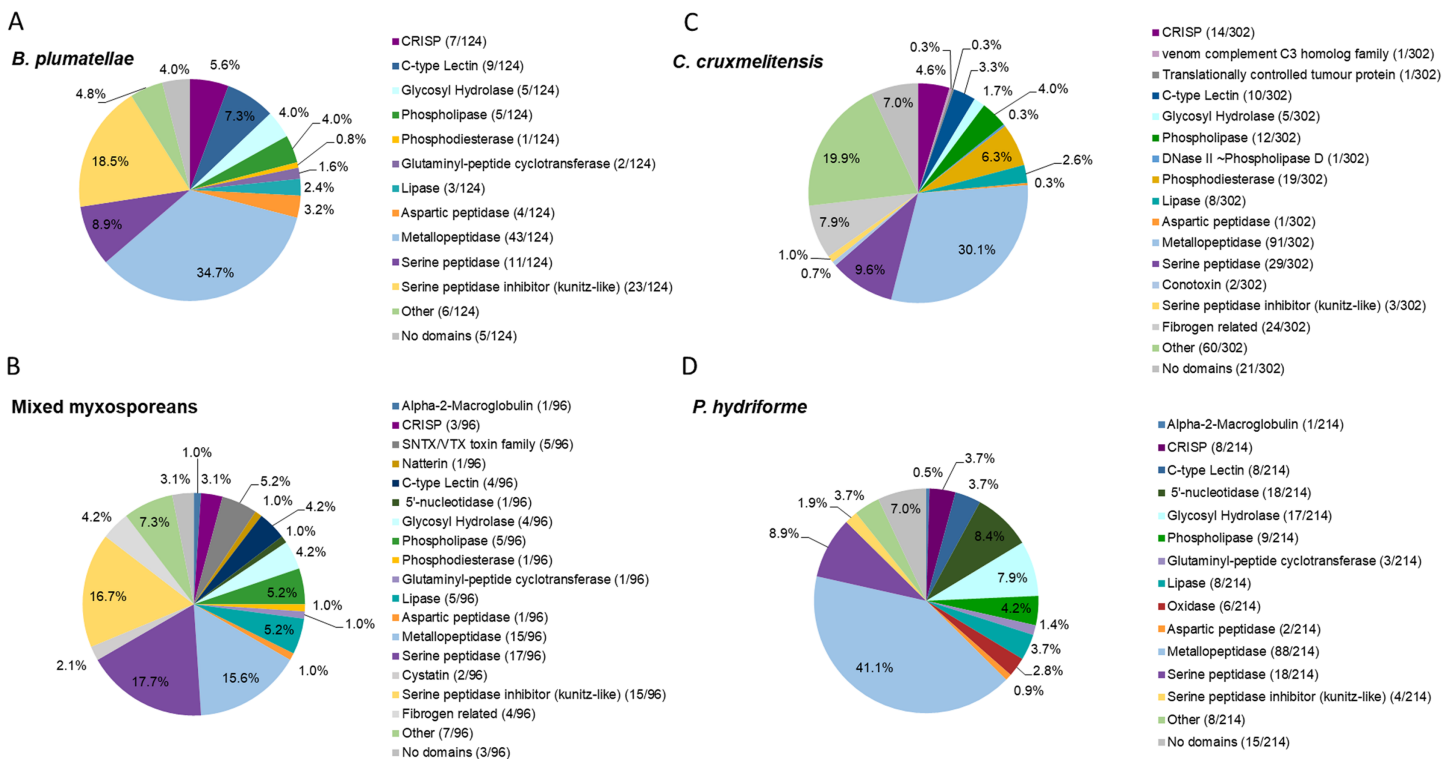 A
B. plumatellae
4.0%
5.6%
4.8%
7.3%
4.0%
4.0%
0.8%
1.6%
2.4%
3.2%
18.5%
8.9%
34.7%
CRISP (7/124)
C-type Lectin (9/124)
Glycosyl Hydrolase (5/124)
Phospholipase (5/124)
Phosphodiesterase (1/124)
Glutaminyl-peptide cyclotransferase (2/124)
Lipase (3/124)
Aspartic peptidase (4/124)
Metallopeptidase (43/124)
Serine peptidase (11/124)
Serine peptidase inhibitor (kunitz-like) (23/124)
Other (6/124)
No domains (5/124)
C
C. cruxmelitensis
0.3%
0.3%
4.6%
3.3%
1.7%
4.0%
0.3%
7.0%
6.3%
2.6%
0.3%
19.9%
7.9%
1.0%
0.7%
9.6%
30.1%
CRISP (14/302)
venom complement C3 homolog family (1/302)
Translationally controlled tumour protein (1/302)
C-type Lectin (10/302)
Glycosyl Hydrolase (5/302)
Phospholipase (12/302)
DNase II ~Phospholipase D (1/302)
Phosphodiesterase (19/302)
Lipase (8/302)
Aspartic peptidase (1/302)
Metallopeptidase (91/302)
Serine peptidase (29/302)
Conotoxin (2/302)
Serine peptidase inhibitor (kunitz-like) (3/302)
Fibrogen related (24/302)
Other (60/302)
No domains (21/302)
B
Mixed myxosporeans
1.0%
3.1%
3.1%
5.2%
1.0%
4.2%
1.0%
4.2%
4.2%
7.3%
5.2%
1.0%
1.0%
5.2%
1.0%
16.7%
2.1%
17.7%
15.6%
Alpha-2-Macroglobulin (1/96)
CRISP (3/96)
SNTX/VTX toxin family (5/96)
Natterin (1/96)
C-type Lectin (4/96)
5'-nucleotidase (1/96)
Glycosyl Hydrolase (4/96)
Phospholipase (5/96)
Phosphodiesterase (1/96)
Glutaminyl-peptide cyclotransferase (1/96)
Lipase (5/96)
Aspartic peptidase (1/96)
Metallopeptidase (15/96)
Serine peptidase (17/96)
Cystatin (2/96)
Serine peptidase inhibitor (kunitz-like) (15/96)
Fibrogen related (4/96)
Other (7/96)
No domains (3/96)
D
P. hydriforme
0.5%
3.7%
3.7%
3.7%
1.9%
7.0%
8.4%
8.9%
7.9%
4.2%
1.4%
3.7%
2.8%
0.9%
41.1%
Alpha-2-Macroglobulin (1/214)
CRISP (8/214)
C-type Lectin (8/214)
5'-nucleotidase (18/214)
Glycosyl Hydrolase (17/214)
Phospholipase (9/214)
Glutaminyl-peptide cyclotransferase (3/214)
Lipase (8/214)
Oxidase (6/214)
Aspartic peptidase (2/214)
Metallopeptidase (88/214)
Serine peptidase (18/214)
Serine peptidase inhibitor (kunitz-like) (4/214)
Other (8/214)
No domains (15/214)